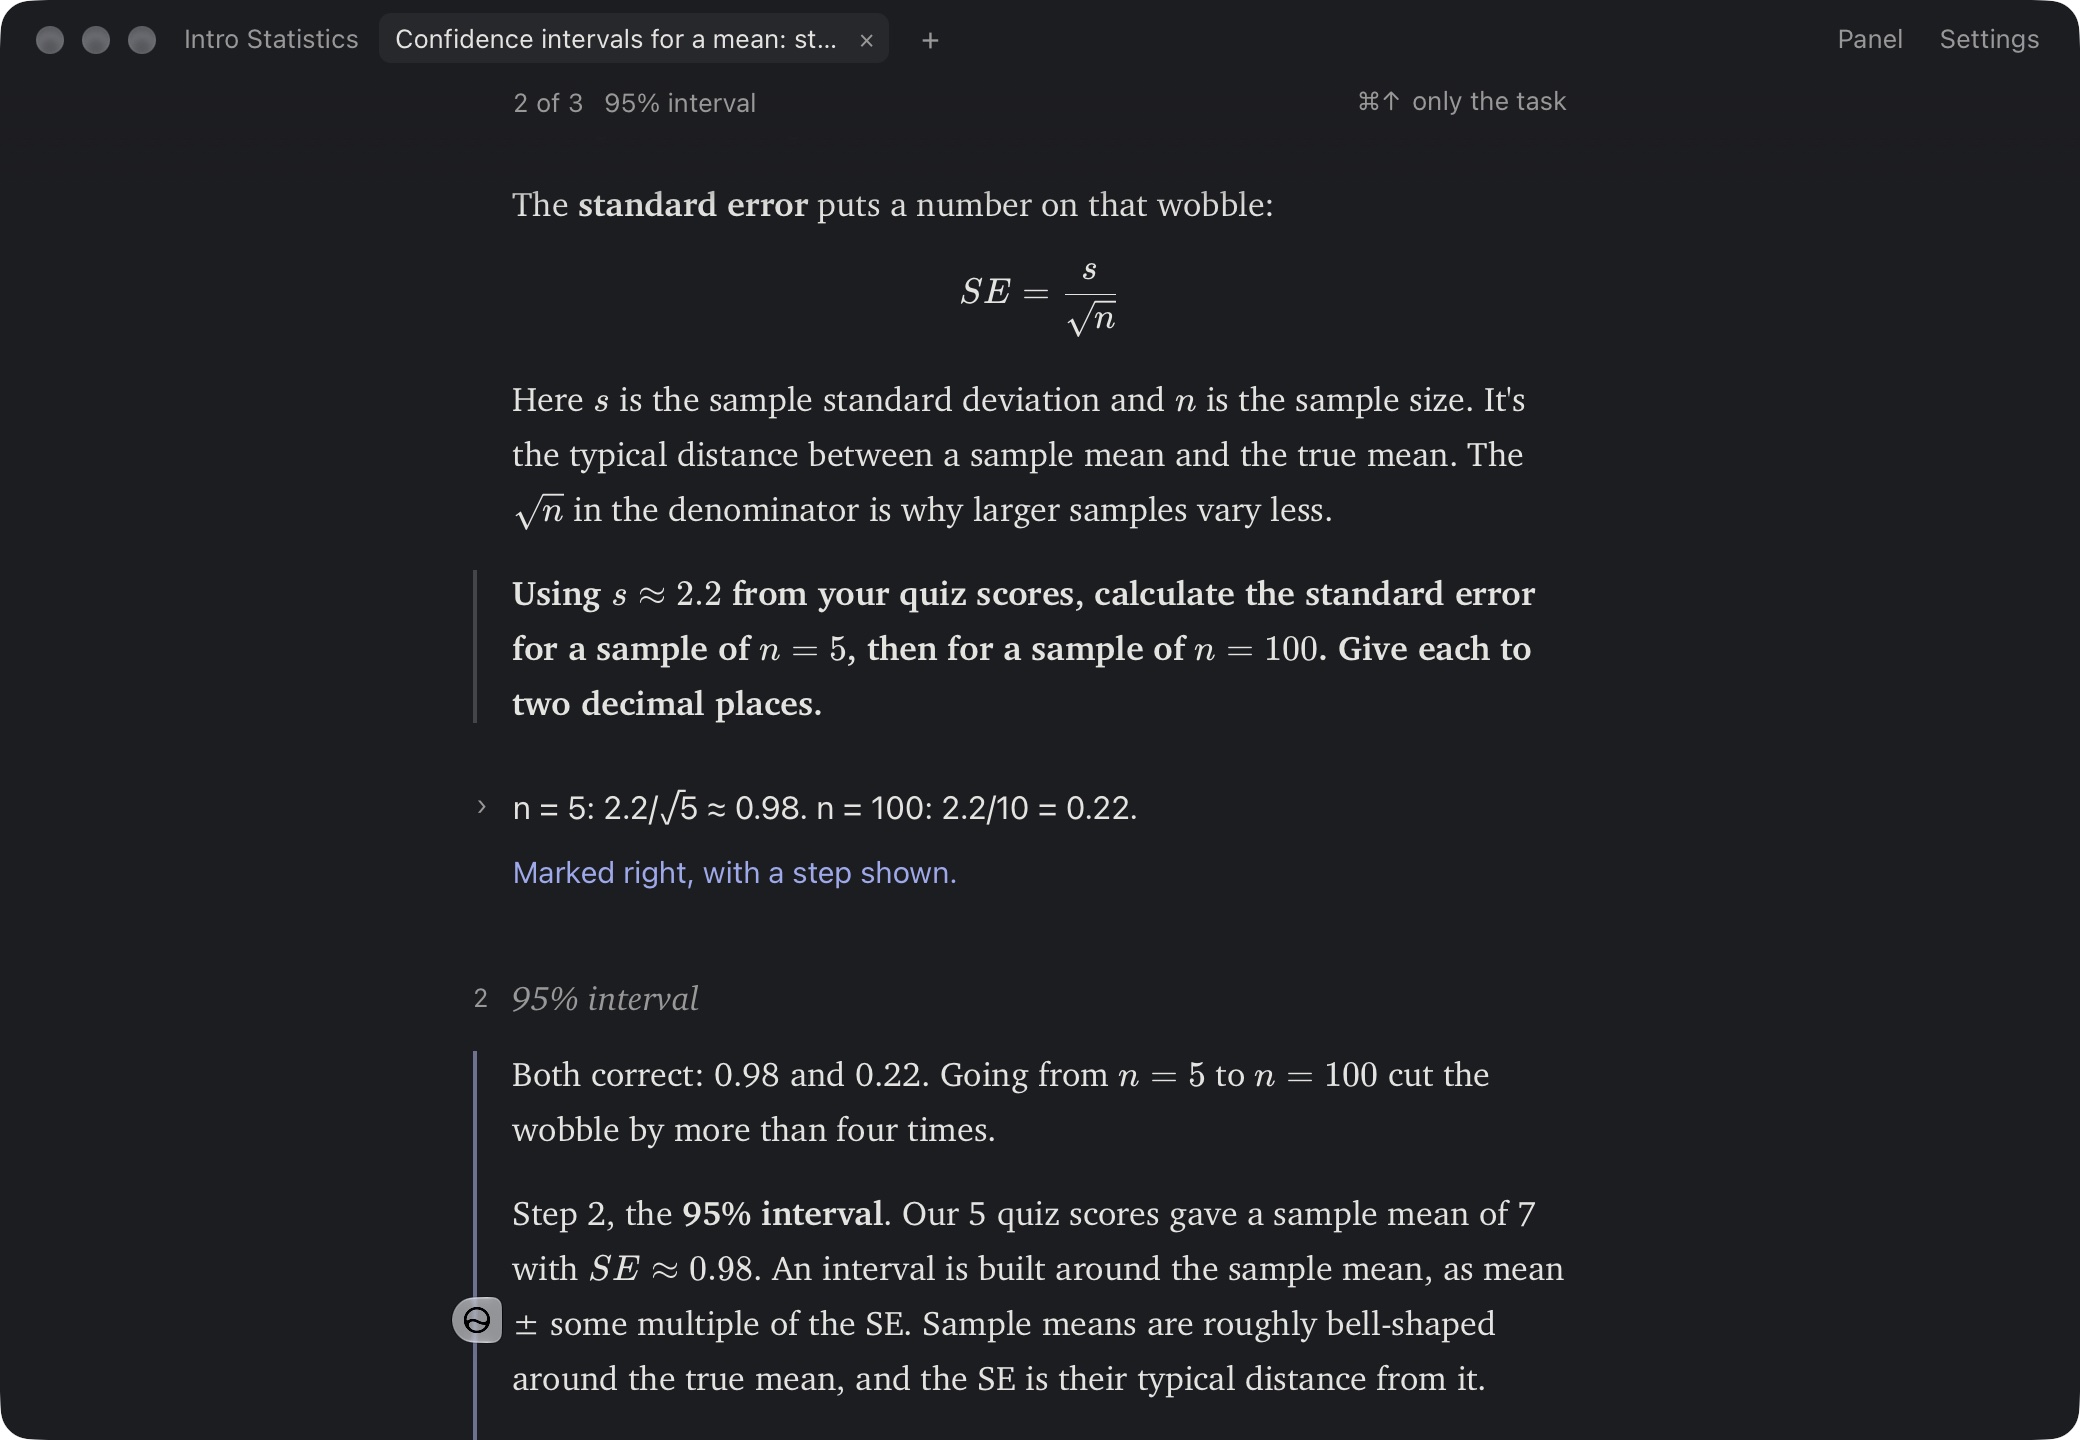 Intro Statistics
Confidence intervals for a mean: st... ×
+
Panel
Settings
2 of 3 95% interval
⌘↑ only the task
The standard error puts a number on that wobble:
SE = s/√n
Here s is the sample standard deviation and n is the sample size. It's
the typical distance between a sample mean and the true mean. The
√n in the denominator is why larger samples vary less.
Using s ≈ 2.2 from your quiz scores, calculate the standard error
for a sample of n = 5, then for a sample of n = 100. Give each to
two decimal places.
› n = 5: 2.2/√5 ≈ 0.98. n = 100: 2.2/10 = 0.22.
Marked right, with a step shown.
2 95% interval
Both correct: 0.98 and 0.22. Going from n = 5 to n = 100 cut the
wobble by more than four times.
Step 2, the 95% interval. Our 5 quiz scores gave a sample mean of 7
with SE ≈ 0.98. An interval is built around the sample mean, as mean
± some multiple of the SE. Sample means are roughly bell-shaped
around the true mean, and the SE is their typical distance from it.